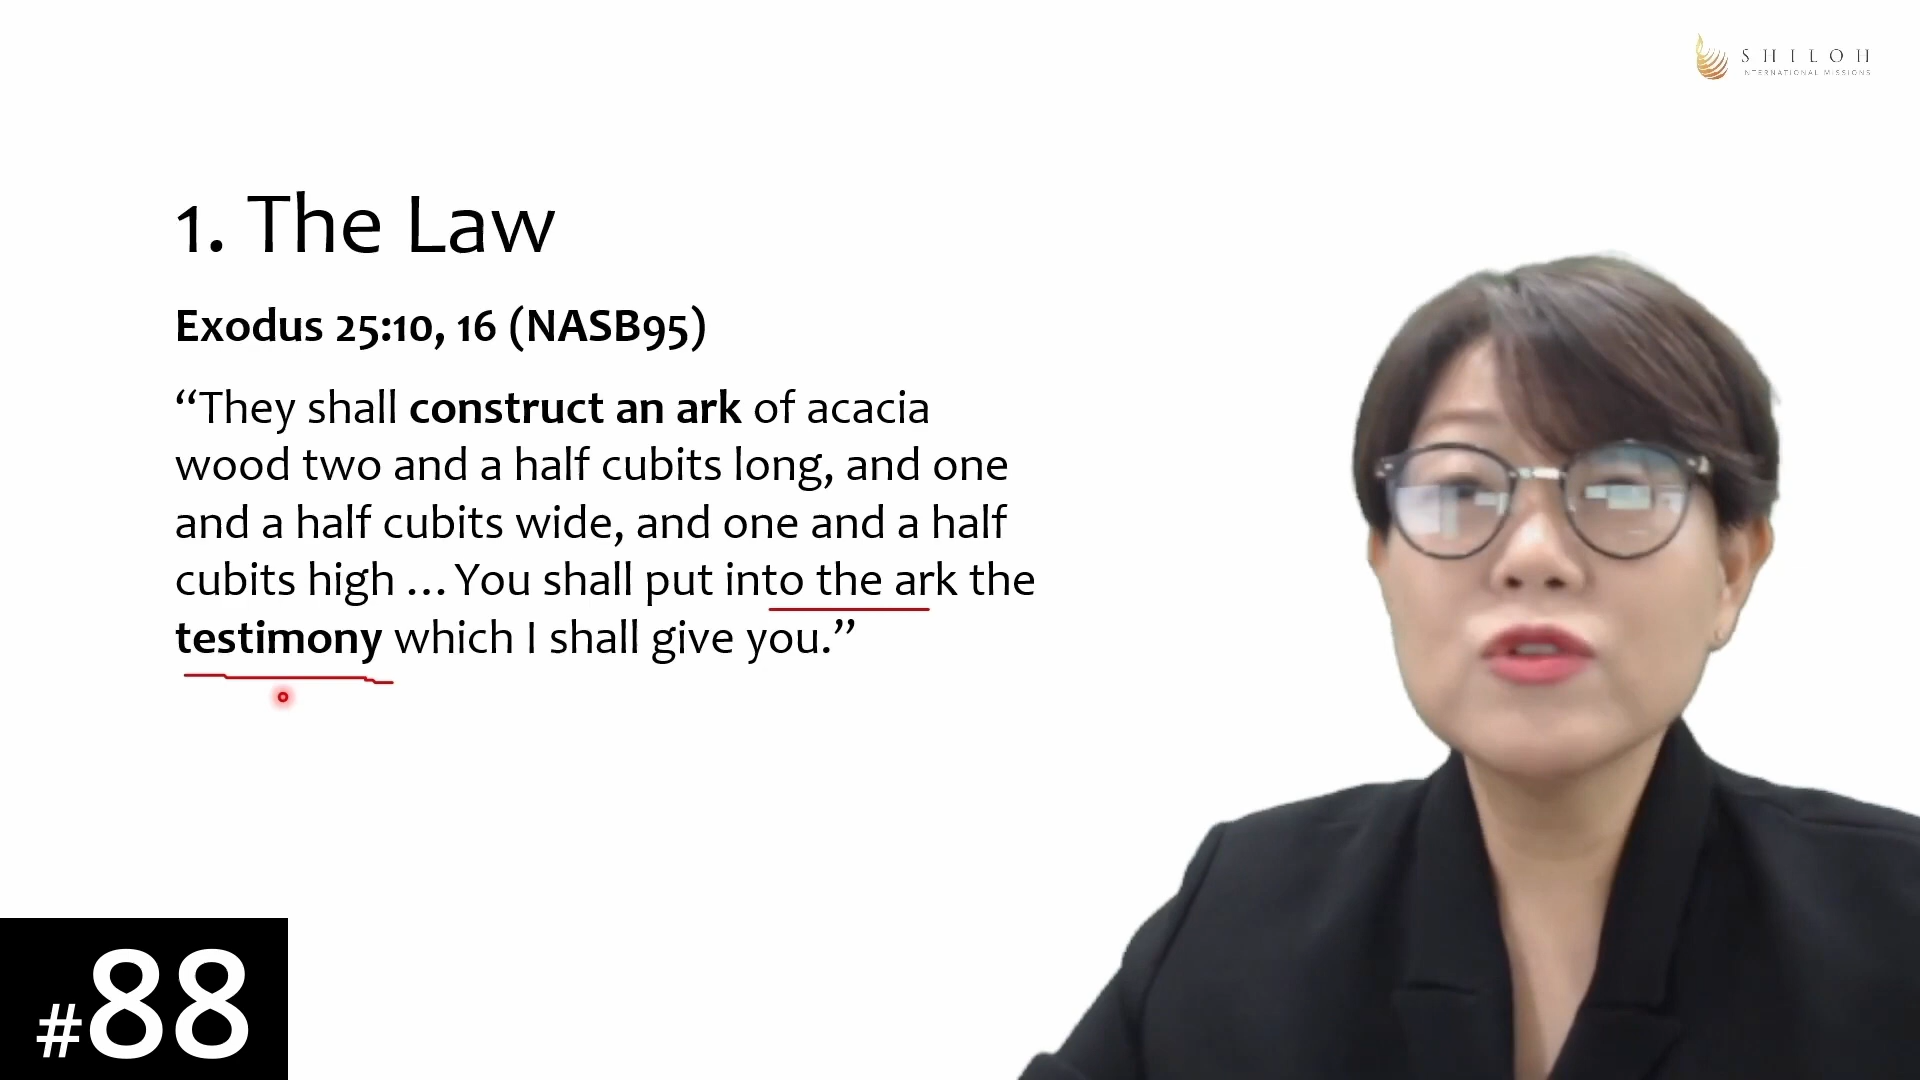 SHILOH
INTERNATIONAL MISSIONS
1. The Law
Exodus 25:10, 16 (NASB95)
“They shall construct an ark of acacia
wood two and a half cubits long, and one
and a half cubits wide, and one and a half
cubits high … You shall put into the ark the
testimony which I shall give you.”
#88